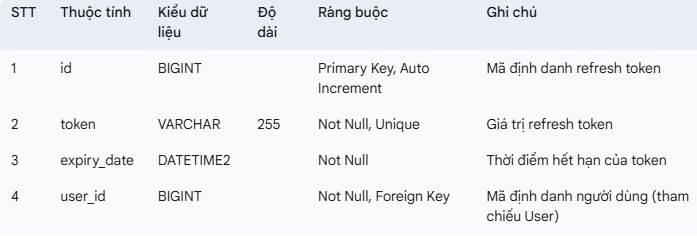 STT Thuộc tính Kiểu dữ liệu Độ dài Ràng buộc Ghi chú
1 id BIGINT Primary Key, Auto Increment Mã định danh refresh token
2 token VARCHAR 255 Not Null, Unique Giá trị refresh token
3 expiry_date DATETIME2 Not Null Thời điểm hết hạn của token
4 user_id BIGINT Not Null, Foreign Key Mã định danh người dùng (tham chiếu User)